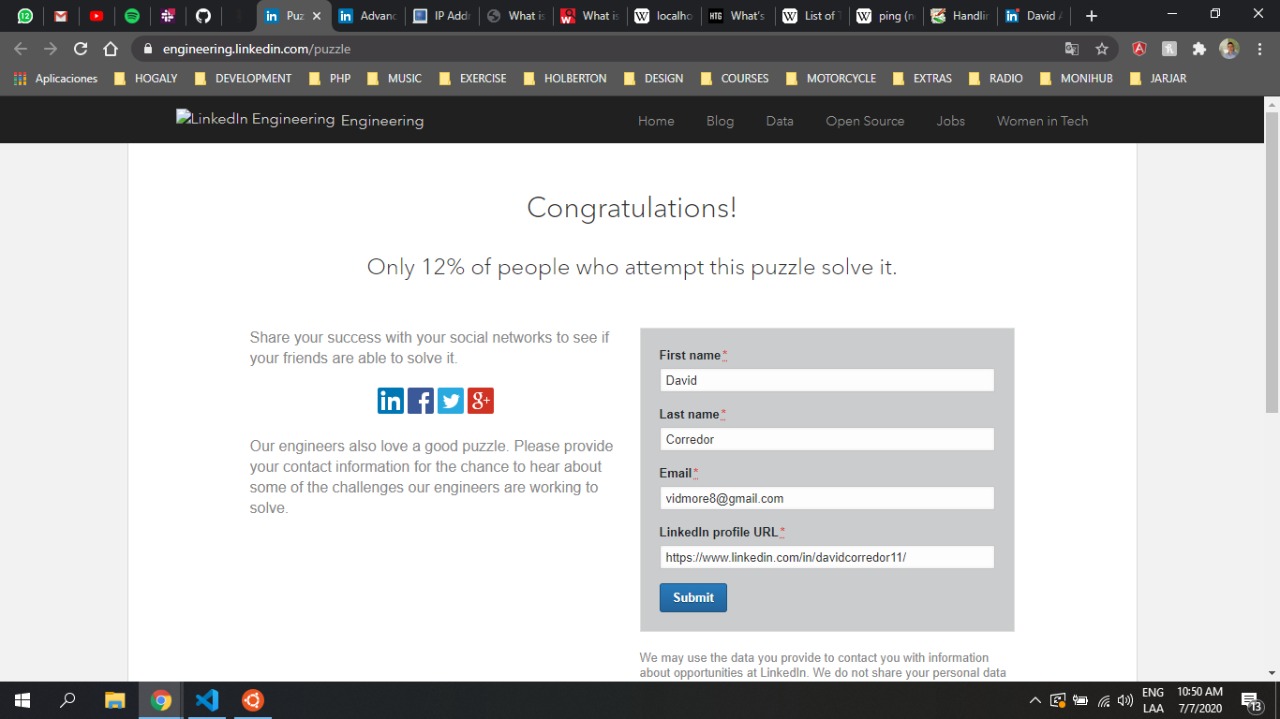 12
Puz
Advanc
IP Addr
What is
What is
localho
HTG
What's
List of
ping (n
Handlin
David
engineering.linkedin.com/puzzle
Aplicaciones HOGALY DEVELOPMENT PHP MUSIC EXERCISE HOLBERTON DESIGN COURSES MOTORCYCLE EXTRAS RADIO MONIHUB JARJAR
LinkedIn Engineering Engineering
Home Blog Data Open Source Jobs Women in Tech
Congratulations!
Only 12% of people who attempt this puzzle solve it.
Share your success with your social networks to see if
your friends are able to solve it.
in f g+
Our engineers also love a good puzzle. Please provide
your contact information for the chance to hear about
some of the challenges our engineers are working to
solve.
First name*
David
Last name*
Corredor
Email*
vidmore8@gmail.com
LinkedIn profile URL*
https://www.linkedin.com/in/davidcorredor11/
Submit
We may use the data you provide to contact you with information
about opportunities at LinkedIn. We do not share your personal data
ENG
LAA
10:50 AM
7/7/2020
13